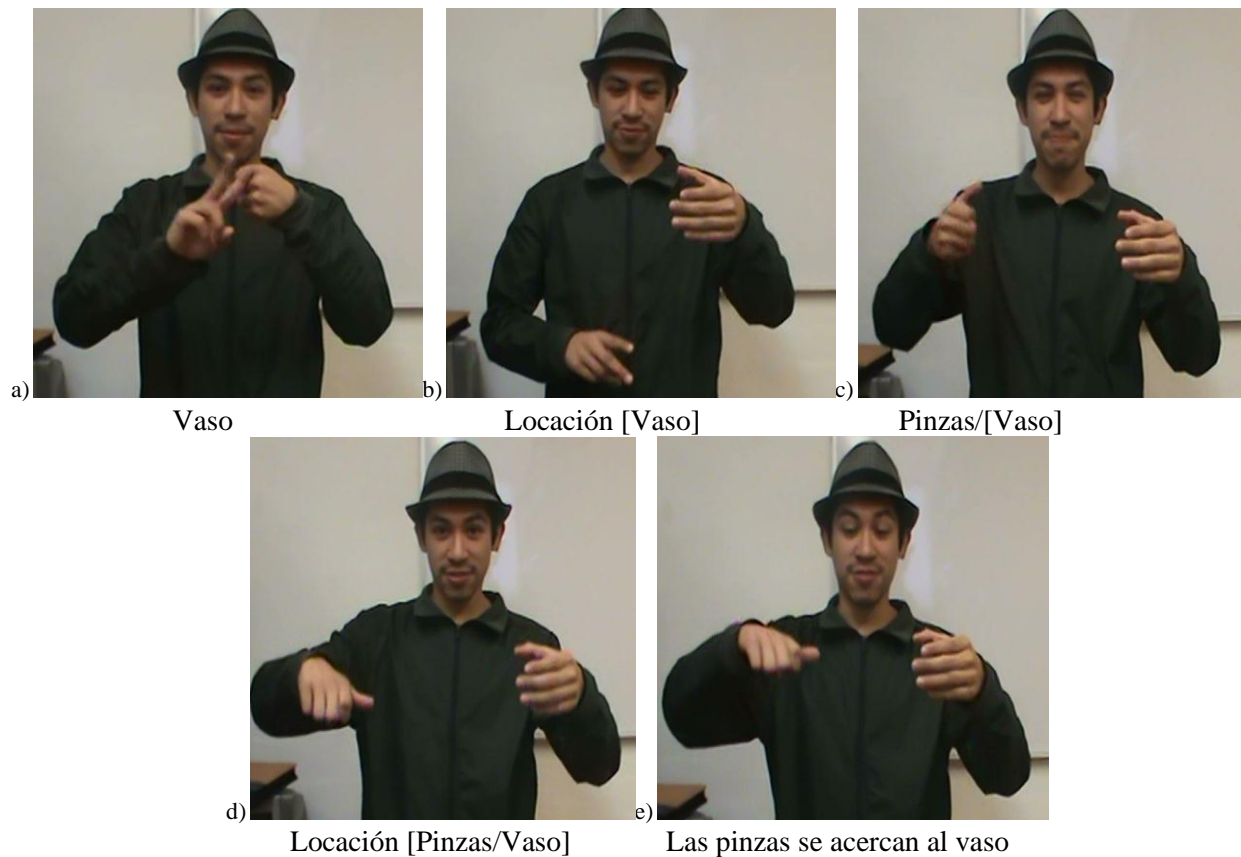 a) b) c)
Vaso Locación [Vaso] Pinzas/[Vaso]
d) e)
Locación [Pinzas/Vaso] Las pinzas se acercan al vaso